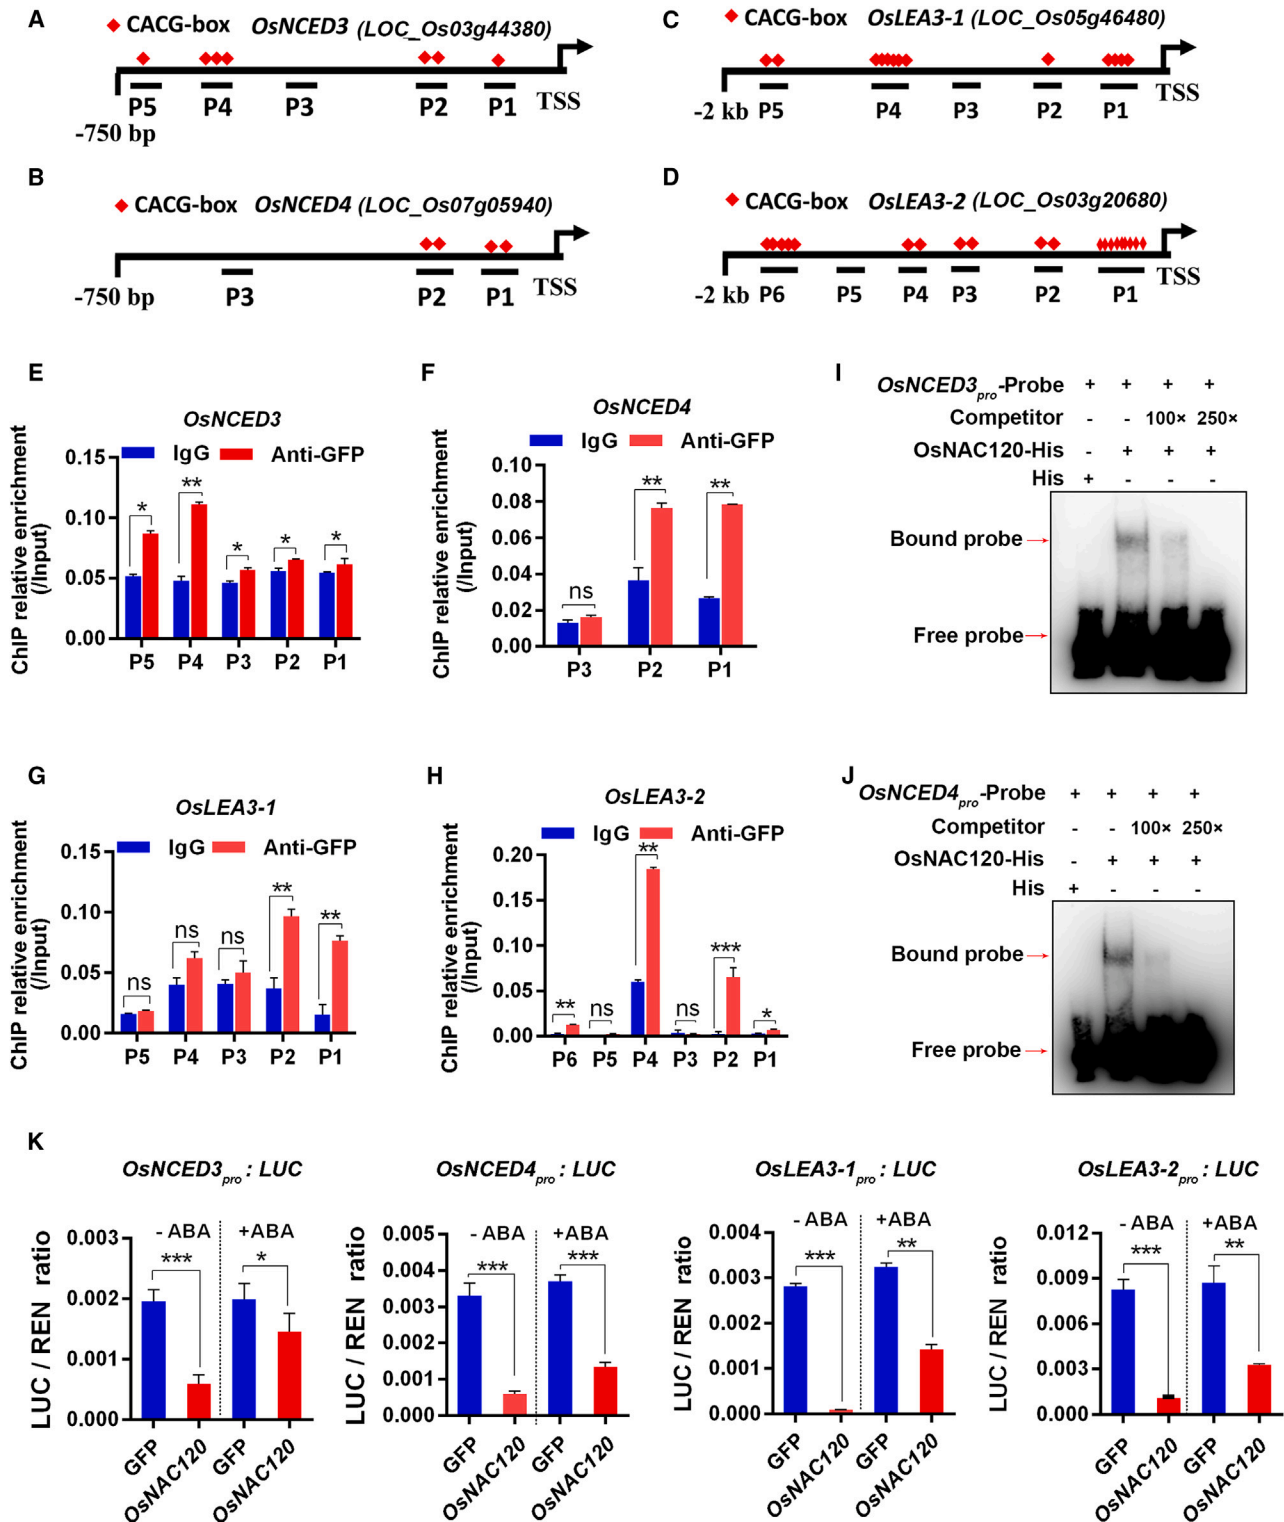 A
CACG-box OsNCED3 (LOC_Os03g44380)
P5 P4 P3 P2 P1 TSS
-750 bp
B
CACG-box OsNCED4 (LOC_Os07g05940)
-750 bp P3 P2 P1 TSS
C
CACG-box OsLEA3-1 (LOC_Os05g46480)
-2 kb P5 P4 P3 P2 P1 TSS
D
CACG-box OsLEA3-2 (LOC_Os03g20680)
-2 kb P6 P5 P4 P3 P2 P1 TSS
E
OsNCED3
IgG Anti-GFP
ChIP relative enrichment
(/Input)
0.15
0.10
0.05
0.00
* ** * * *
P5 P4 P3 P2 P1
F
OsNCED4
IgG Anti-GFP
ChIP relative enrichment
(/Input)
0.10
0.08
0.06
0.04
0.02
0.00
ns ** **
P3 P2 P1
I
OsNCED3pro-Probe + + + +
Competitor - - 100× 250×
OsNAC120-His - + + +
His + - - -
Bound probe
Free probe
G
OsLEA3-1
IgG Anti-GFP
ChIP relative enrichment
(/Input)
0.15
0.10
0.05
0.00
ns ns ns ** **
P5 P4 P3 P2 P1
H
OsLEA3-2
IgG Anti-GFP
ChIP relative enrichment
(/Input)
0.20
0.15
0.10
0.05
0.00
** ns ** ns *** *
P6 P5 P4 P3 P2 P1
J
OsNCED4pro-Probe + + + +
Competitor - - 100× 250×
OsNAC120-His - + + +
His + - - -
Bound probe
Free probe
K
OsNCED3pro: LUC
LUC / REN ratio
- ABA +ABA
0.003
0.002
0.001
0.000
*** *
GFP OsNAC120 GFP OsNAC120
OsNCED4pro: LUC
LUC / REN ratio
- ABA +ABA
0.005
0.004
0.003
0.002
0.001
0.000
*** ***
GFP OsNAC120 GFP OsNAC120
OsLEA3-1pro: LUC
LUC / REN ratio
- ABA +ABA
0.004
0.003
0.002
0.001
0.000
*** **
GFP OsNAC120 GFP OsNAC120
OsLEA3-2pro: LUC
LUC / REN ratio
- ABA +ABA
0.012
0.009
0.006
0.003
0.000
*** **
GFP OsNAC120 GFP OsNAC120